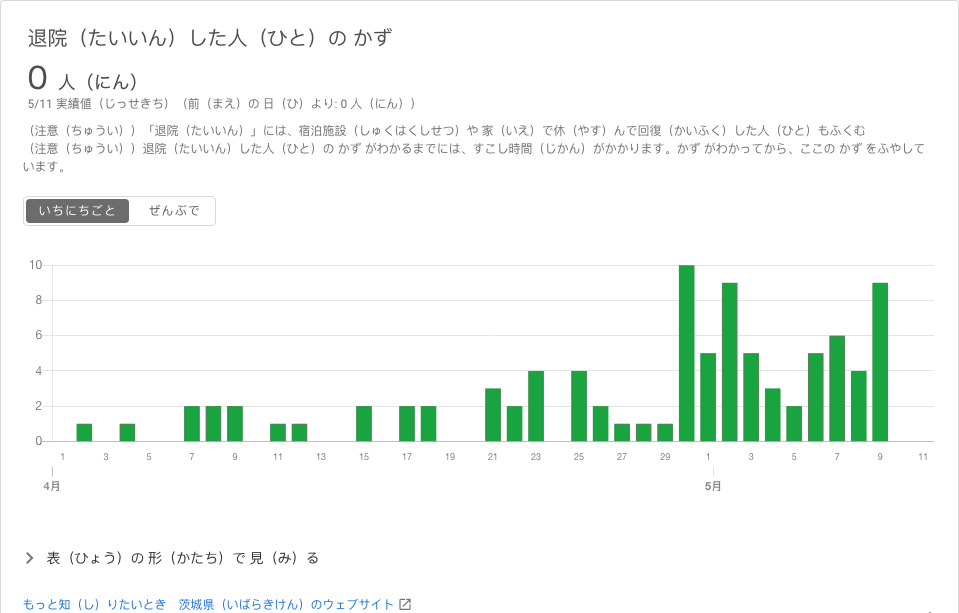 退院（たいいん）した人（ひと）の かず
0 人（にん）
5/11 実績値（じっせきち）（前（まえ）の 日（ひ）より: 0 人（にん））
（注意（ちゅうい））「退院（たいいん）」には、宿泊施設（しゅくはくしせつ）や 家（いえ）で休（やす）んで回復（かいふく）した人（ひと）もふくむ
（注意（ちゅうい））退院（たいいん）した人（ひと）の かず がわかるまでには、すこし時間（じかん）がかかります。かず がわかってから、ここの かず をふやして
います。
いちにちごと ぜんぶで
10
8
6
4
2
0
1 3 5 7 9 11 13 15 17 19 21 23 25 27 29 1 3 5 7 9 11
4月 5月
表（ひょう）の 形（かたち）で 見（み）る
もっと知（し）りたいとき 茨城県（いばらきけん）のウェブサイト